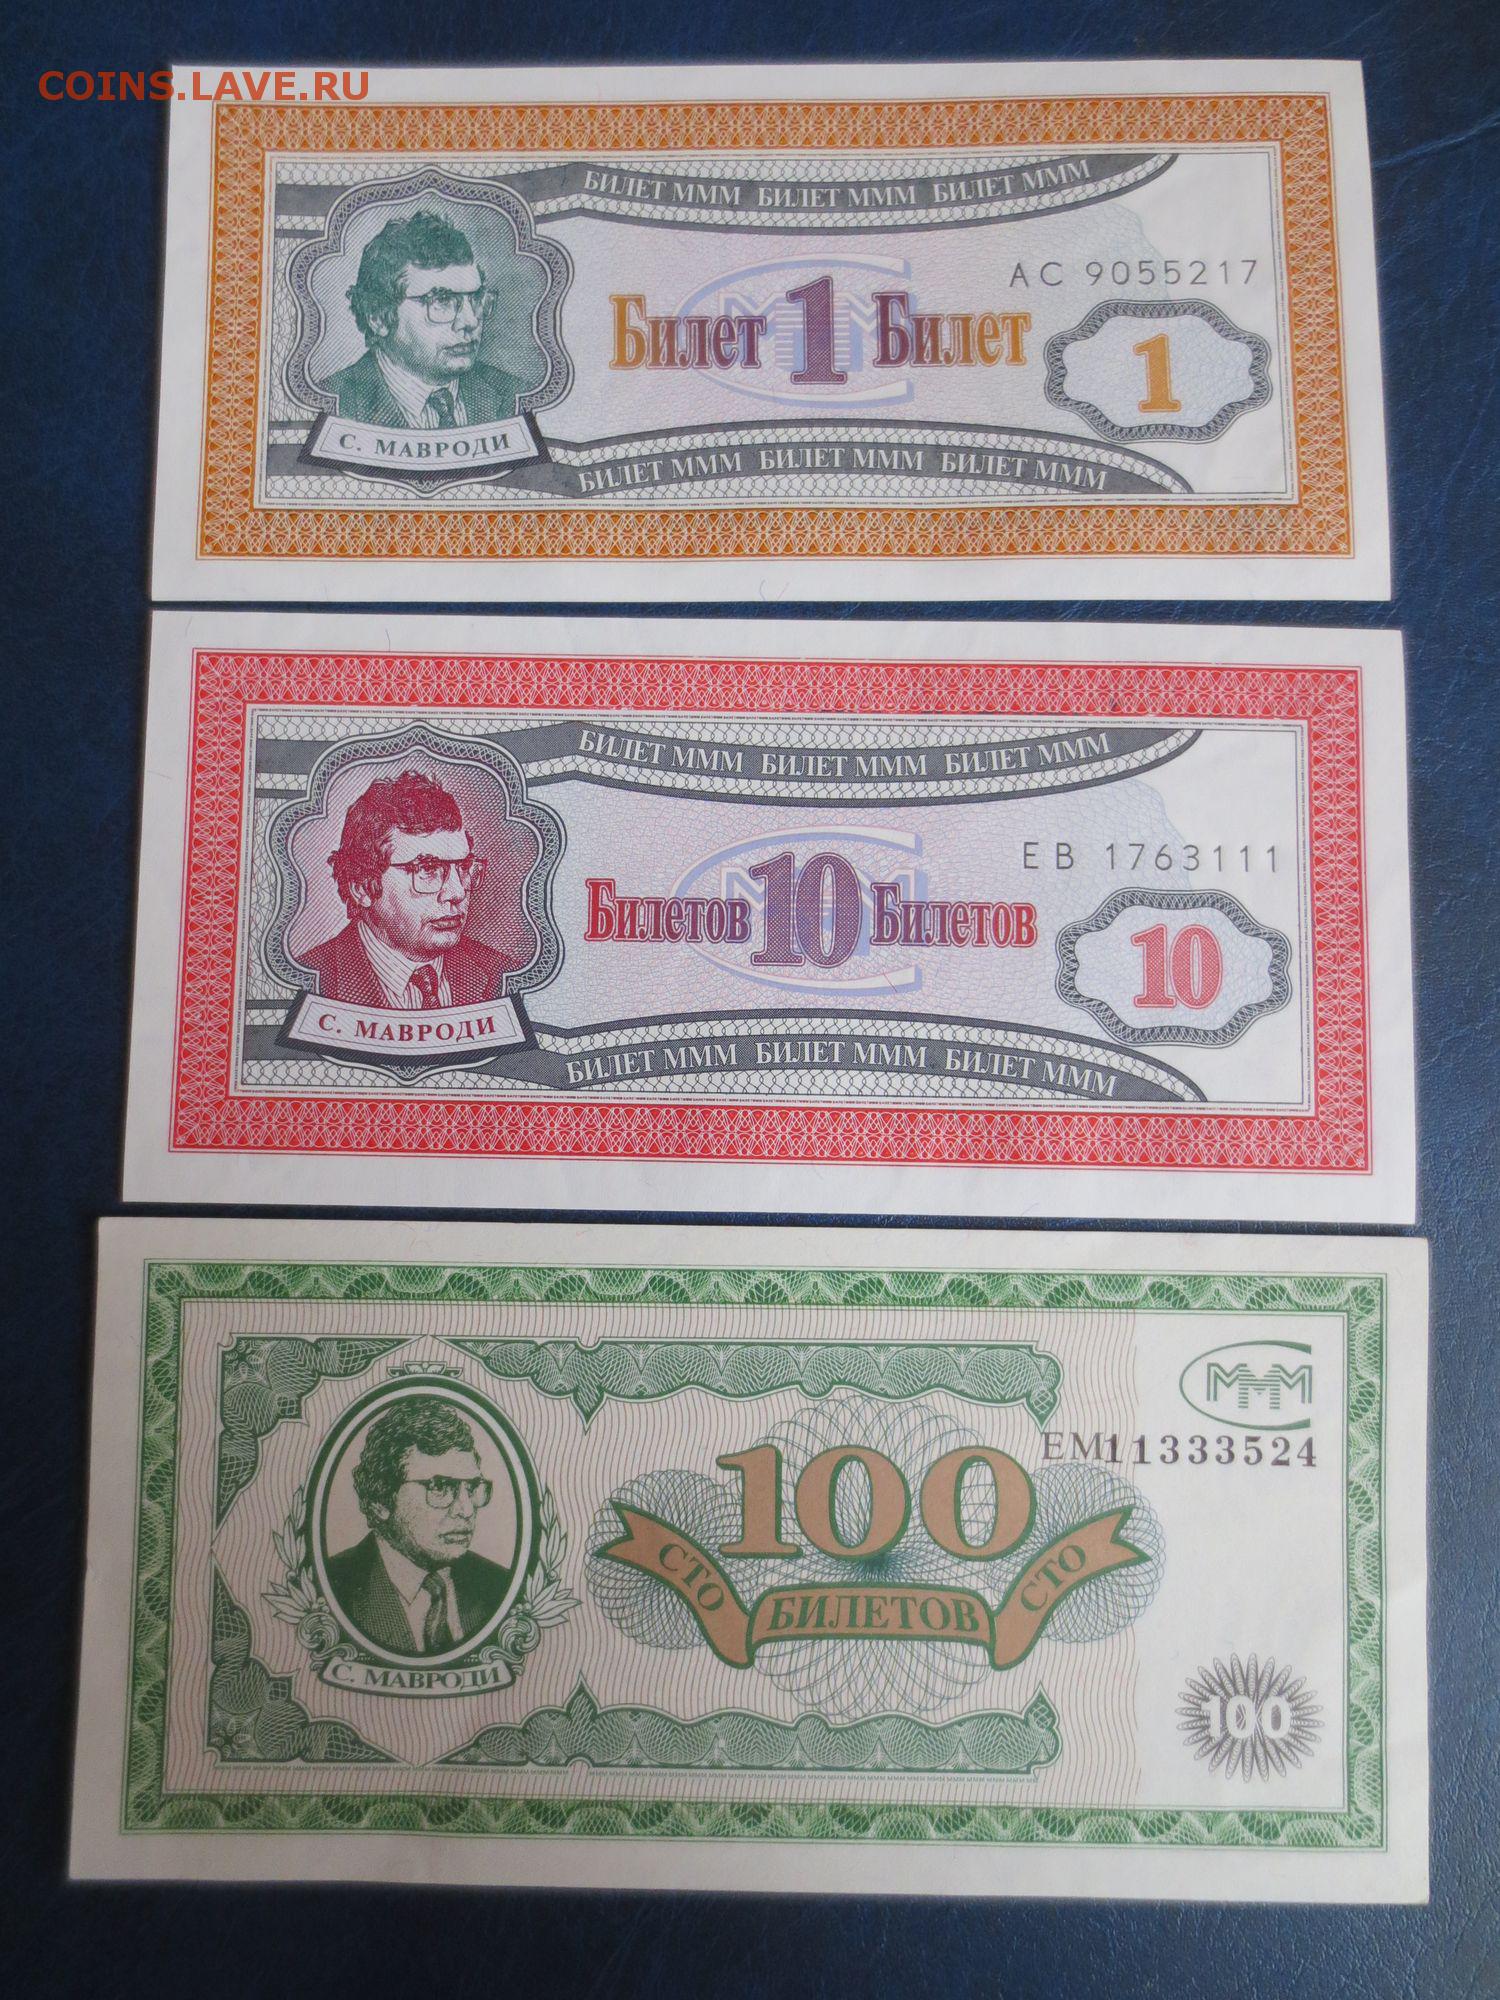 COINS.LAVE.RU
БИЛЕТ МММ БИЛЕТ МММ БИЛЕТ МММ
АС 9055217
МММ
Билет 1 Билет
1
С. МАВРОДИ
БИЛЕТ МММ БИЛЕТ МММ БИЛЕТ МММ
БИЛЕТ МММ БИЛЕТ МММ БИЛЕТ МММ
ЕВ 1763111
МММ
Билетов 10 Билетов
10
С. МАВРОДИ
БИЛЕТ МММ БИЛЕТ МММ БИЛЕТ МММ
МММ
ЕМ11333524
100
СТО БИЛЕТОВ СТО
С. МАВРОДИ
100